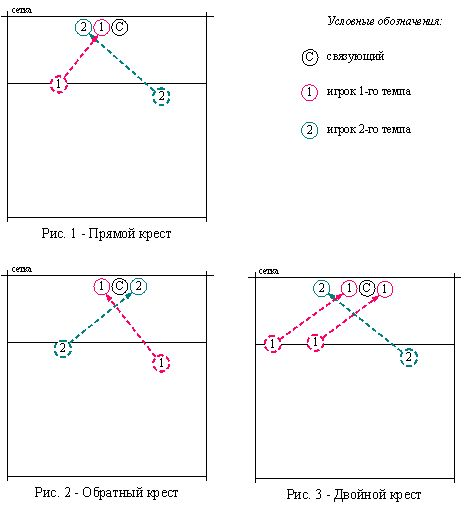 сетка
Условные обозначения:
2 1 С
С связующий
1 игрок 1-го темпа
1
2
2 игрок 2-го темпа
Рис. 1 - Прямой крест
сетка
сетка
1 С 2
2 1 С 1
2
1
1 1
2
Рис. 2 - Обратный крест
Рис. 3 - Двойной крест